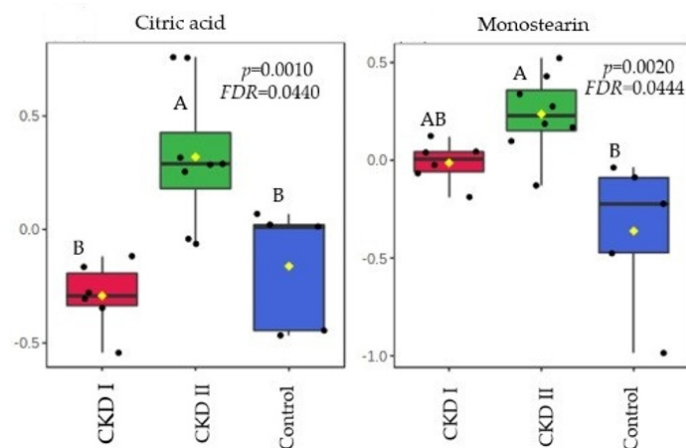 Citric acid
p=0.0010
FDR=0.0440
A
B
B
0.5
0.0
-0.5
CKD I
CKD II
Control
Monostearin
p=0.0020
FDR=0.0444
A
AB
B
0.5
0.0
-0.5
-1.0
CKD I
CKD II
Control